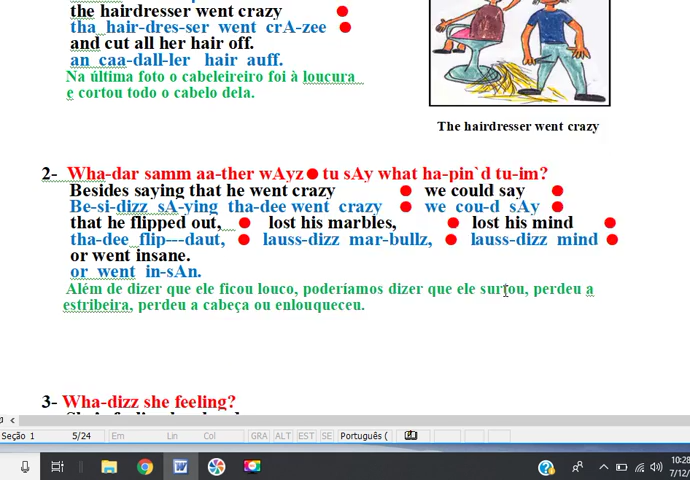 the hairdresser went crazy
tha hair-dres-ser went crA-zee
and cut all her hair off.
an caa-dall-ler hair auff.
Na última foto o cabeleireiro foi à loucura
e cortou todo o cabelo dela.
The hairdresser went crazy
2- Wha-dar samm aa-ther wAyz tu sAy what ha-pin`d tu-im?
Besides saying that he went crazy we could say
Be-si-dizz sA-ying tha-dee went crazy we cou-d sAy
that he flipped out, lost his marbles, lost his mind
tha-dee flip---daut, lauss-dizz mar-bullz, lauss-dizz mind
or went insane.
or went in-sAn.
Além de dizer que ele ficou louco, poderíamos dizer que ele surtou, perdeu a
estribeira, perdeu a cabeça ou enlouqueceu.
3- Wha-dizz she feeling?
Seção 1 5/24 Em Lin Col GRA ALT EST SE Português (
10:28
7/12/